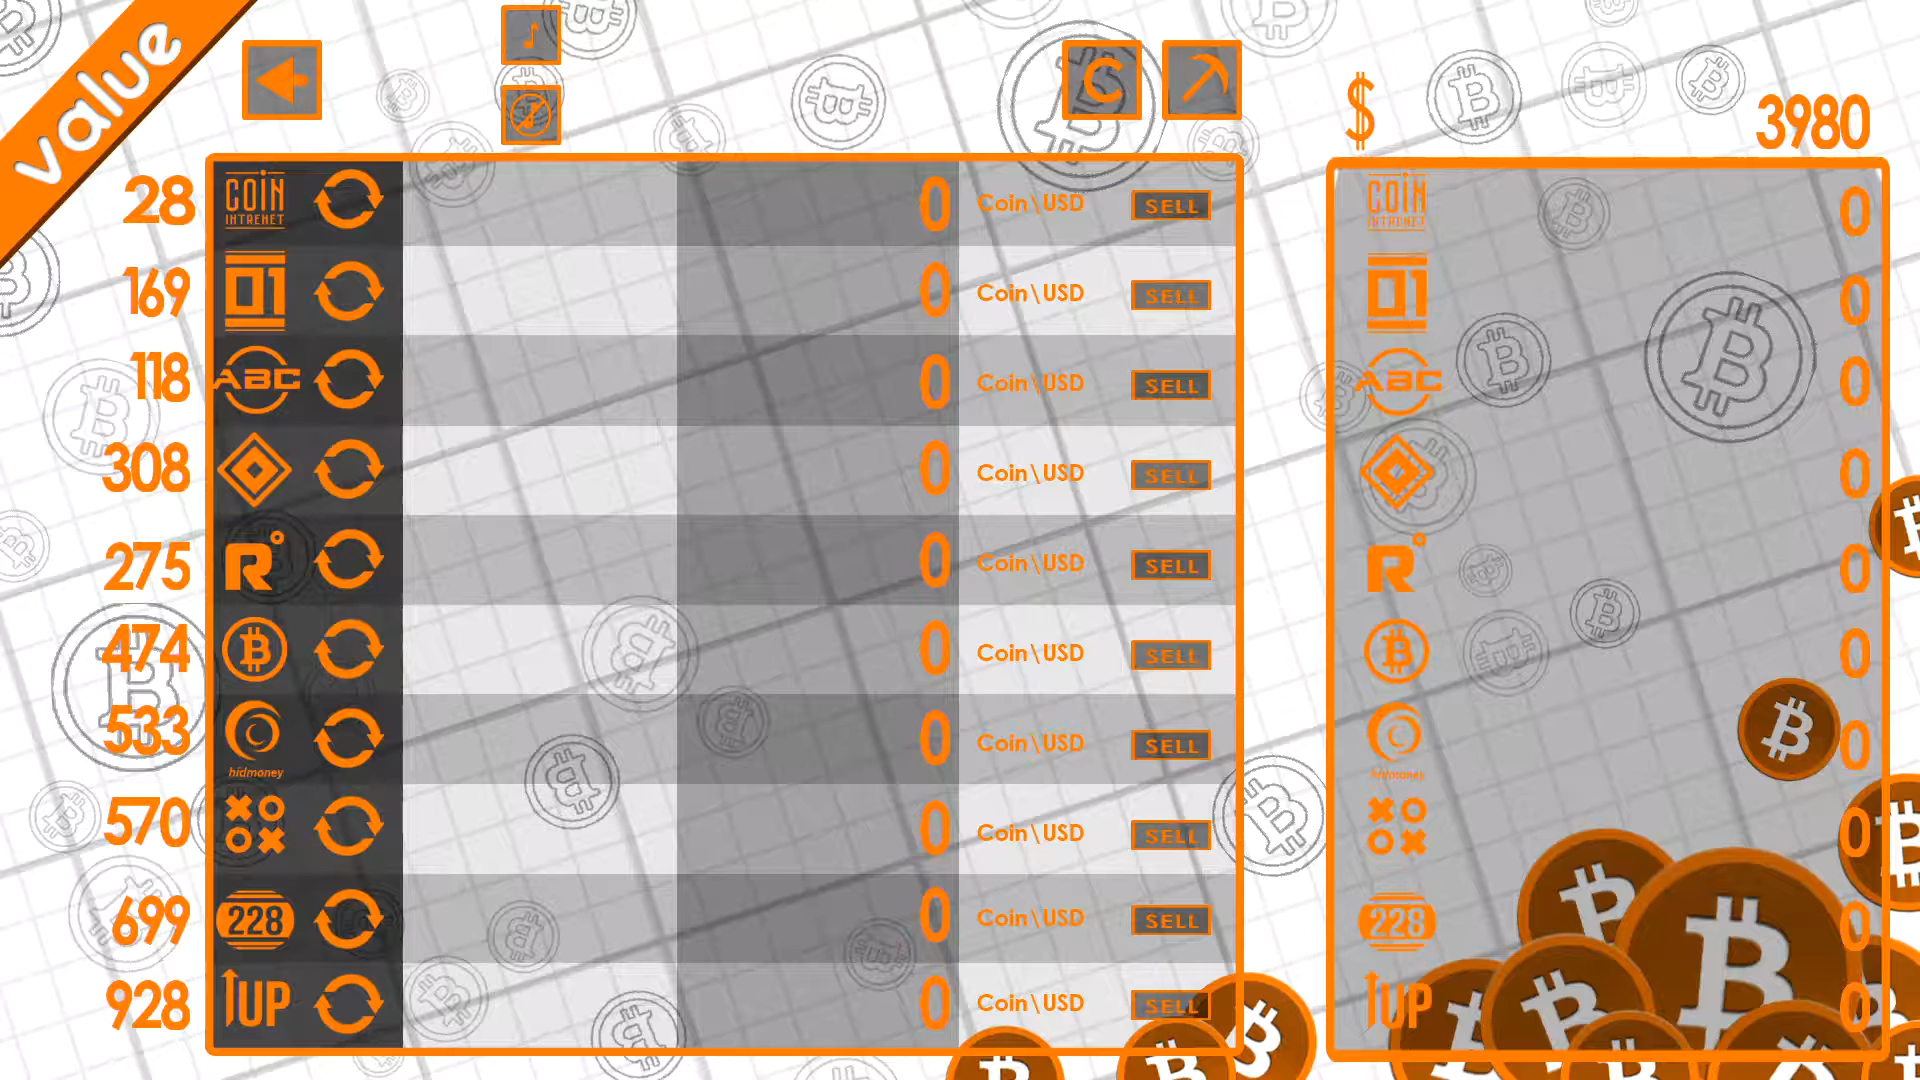 value
C
$
3980
28 COIN INTRENET 0 Coin\USD SELL
169 01 0 Coin\USD SELL
118 ABC 0 Coin\USD SELL
308 0 Coin\USD SELL
275 R 0 Coin\USD SELL
474 0 Coin\USD SELL
533 hidmoney 0 Coin\USD SELL
570 0 Coin\USD SELL
699 228 0 Coin\USD SELL
928 UP 0 Coin\USD SELL
COIN INTRENET 0
01 0
ABC 0
0
R 0
0
hidmoney 0
0
228 0
UP 0